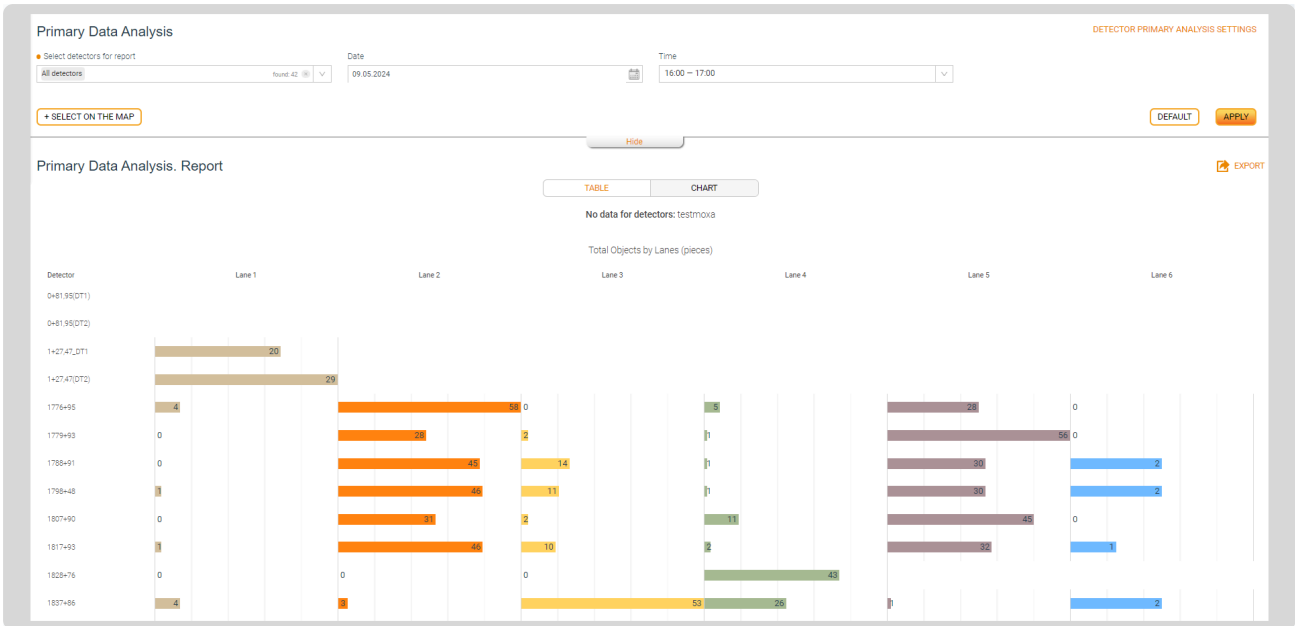 Primary Data Analysis
DETECTOR PRIMARY ANALYSIS SETTINGS
Select detectors for report Date Time
All detectors found: 42 09.05.2024 16:00 — 17:00
+ SELECT ON THE MAP DEFAULT APPLY
Hide
Primary Data Analysis. Report EXPORT
TABLE CHART
No data for detectors: testmoxa
Total Objects by Lanes (pieces)
Detector Lane 1 Lane 2 Lane 3 Lane 4 Lane 5 Lane 6
0+81,95(DT1)
0+81,95(DT2)
1+27,47_DT1 20
1+27,47(DT2) 29
1776+95 4 58 0 5 28 0
1779+93 0 28 2 1 56 0
1788+91 0 45 14 1 30 2
1798+48 1 46 11 1 30 2
1807+90 0 31 2 11 45 0
1817+93 1 46 10 2 32 1
1828+76 0 0 0 43
1837+86 4 3 53 26 1 2